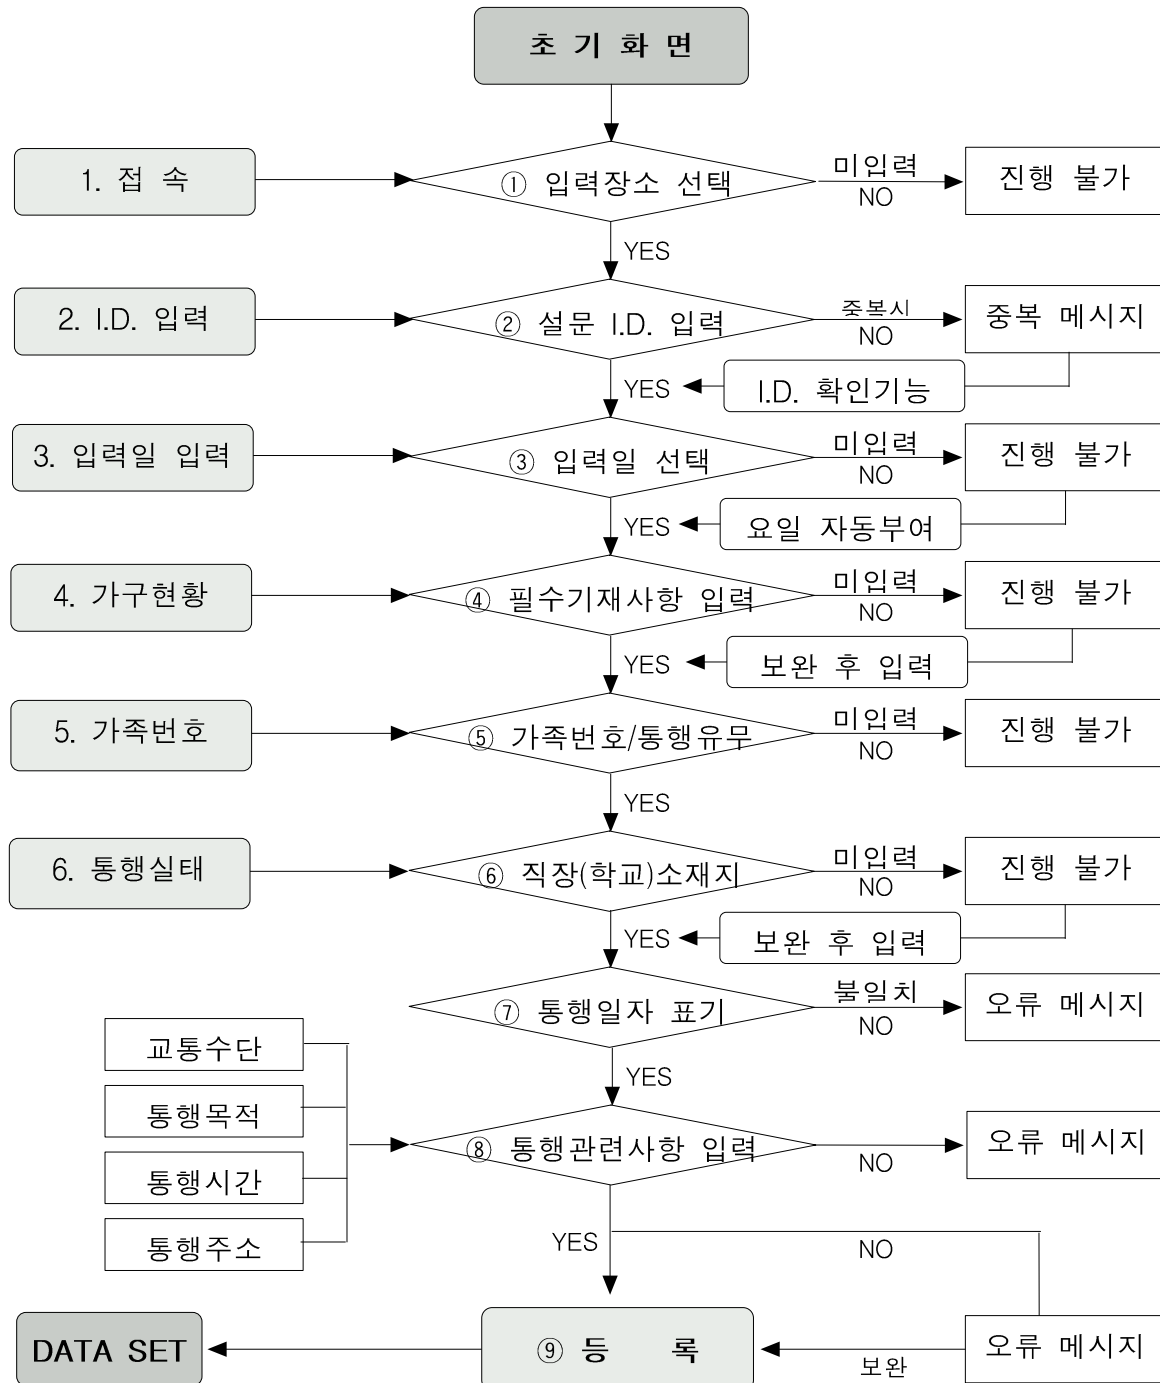 초 기 화 면
1. 접 속
① 입력장소 선택
미입력
NO
진행 불가
YES
2. I.D. 입력
② 설문 I.D. 입력
중복시
NO
중복 메시지
YES
I.D. 확인기능
3. 입력일 입력
③ 입력일 선택
미입력
NO
진행 불가
YES
요일 자동부여
4. 가구현황
④ 필수기재사항 입력
미입력
NO
진행 불가
YES
보완 후 입력
5. 가족번호
⑤ 가족번호/통행유무
미입력
NO
진행 불가
YES
6. 통행실태
⑥ 직장(학교)소재지
미입력
NO
진행 불가
YES
보완 후 입력
⑦ 통행일자 표기
불일치
NO
오류 메시지
YES
교통수단
통행목적
통행시간
통행주소
⑧ 통행관련사항 입력
NO
오류 메시지
YES
NO
DATA SET
⑨ 등 록
보완
오류 메시지